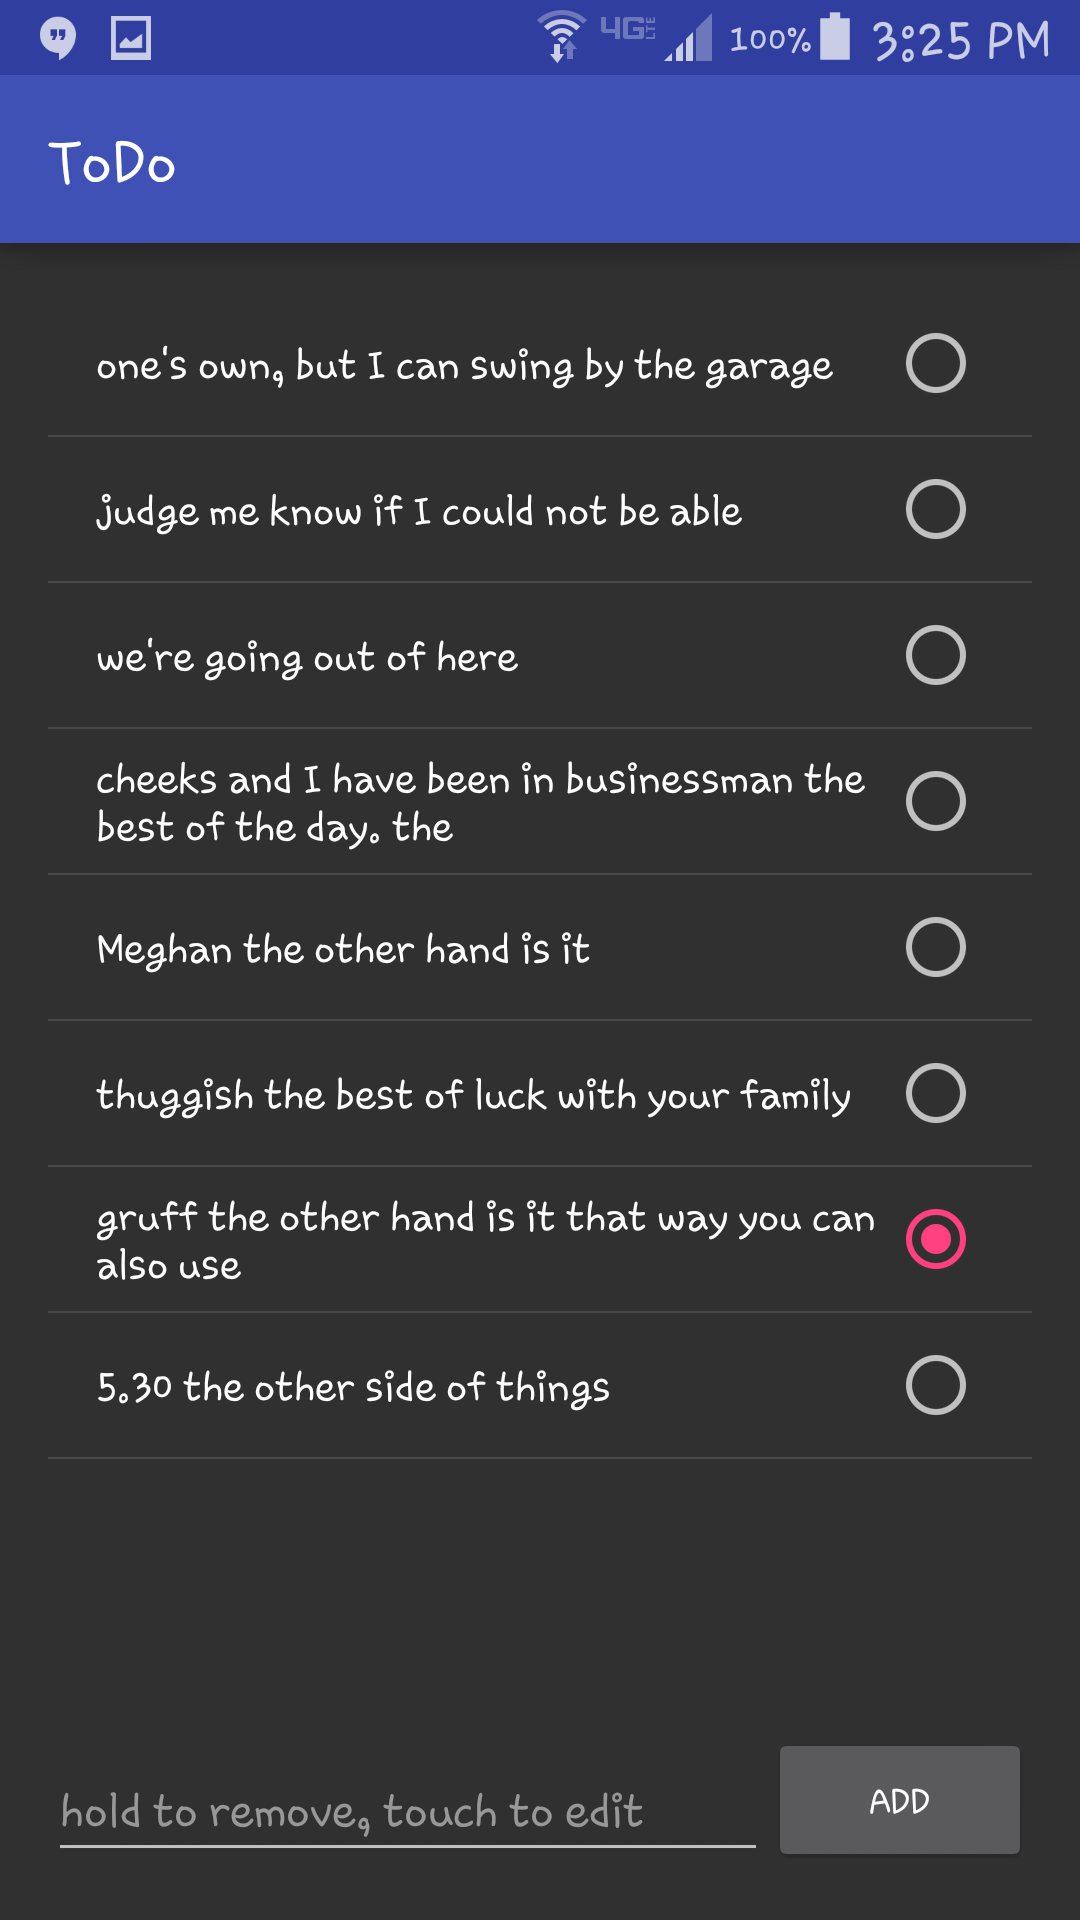 4G LTE 100% 3:25 PM
ToDo
one's own, but I can swing by the garage
judge me know if I could not be able
we're going out of here
cheeks and I have been in businessman the
best of the day. the
Meghan the other hand is it
thuggish the best of luck with your family
gruff the other hand is it that way you can
also use
5.30 the other side of things
hold to remove, touch to edit
ADD